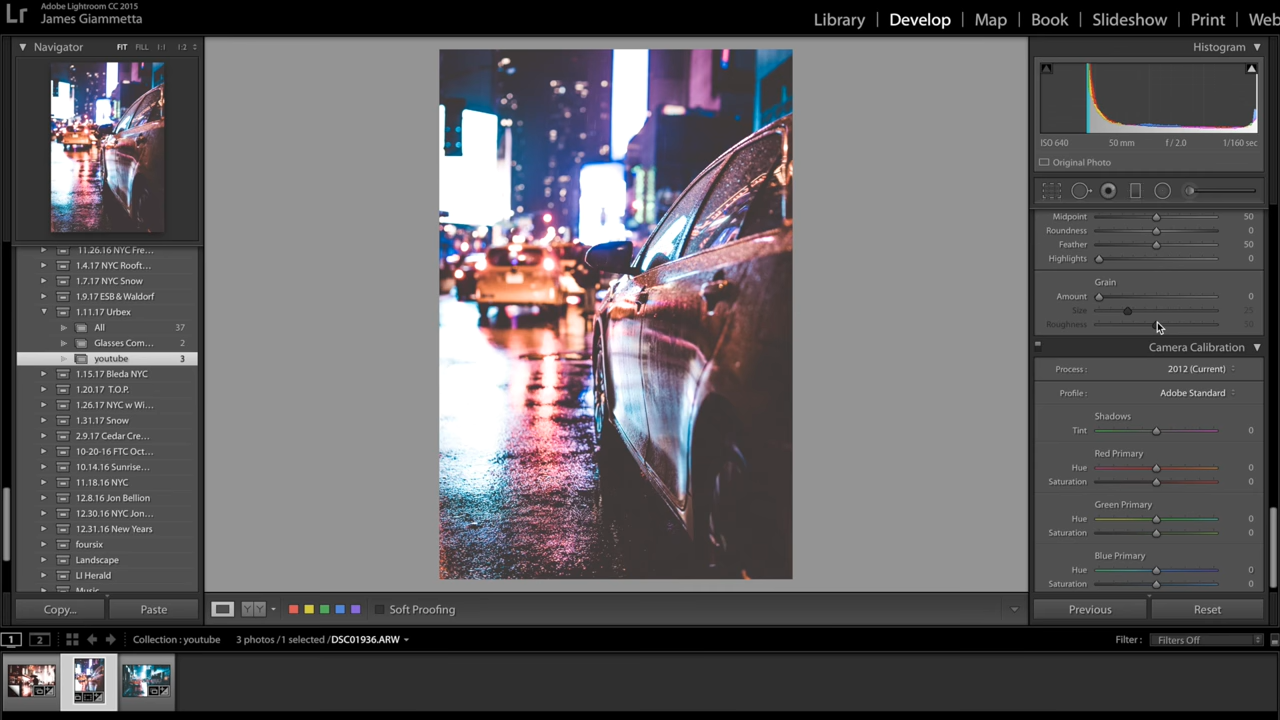 Lr
Adobe Lightroom CC 2015
James Giammetta
Library | Develop | Map | Book | Slideshow | Print | Web
Navigator FIT FILL 1:1 1:2
11.26.16 NYC Fre...
1.4.17 NYC Rooft...
1.7.17 NYC Snow
1.9.17 ESB & Waldorf
1.11.17 Urbex
All 37
Glasses Com... 2
youtube 3
1.15.17 Bleda NYC
1.20.17 T.O.P.
1.26.17 NYC w Wi...
1.31.17 Snow
2.9.17 Cedar Cre...
10-20-16 FTC Oct...
10.14.16 Sunrise...
11.18.16 NYC
12.8.16 Jon Bellion
12.30.16 NYC Jon...
12.31.16 New Years
foursix
Landscape
LI Herald
Music
Copy... Paste
Histogram
ISO 640 50 mm f / 2.0 1/160 sec
Original Photo
Midpoint 50
Roundness 0
Feather 50
Highlights 0
Grain
Amount 0
Size 25
Roughness 50
Camera Calibration
Process : 2012 (Current)
Profile : Adobe Standard
Shadows
Tint 0
Red Primary
Hue 0
Saturation 0
Green Primary
Hue 0
Saturation 0
Blue Primary
Hue 0
Saturation 0
Previous Reset
YY Soft Proofing
1 2 Collection : youtube 3 photos / 1 selected / DSC01936.ARW Filter : Filters Off